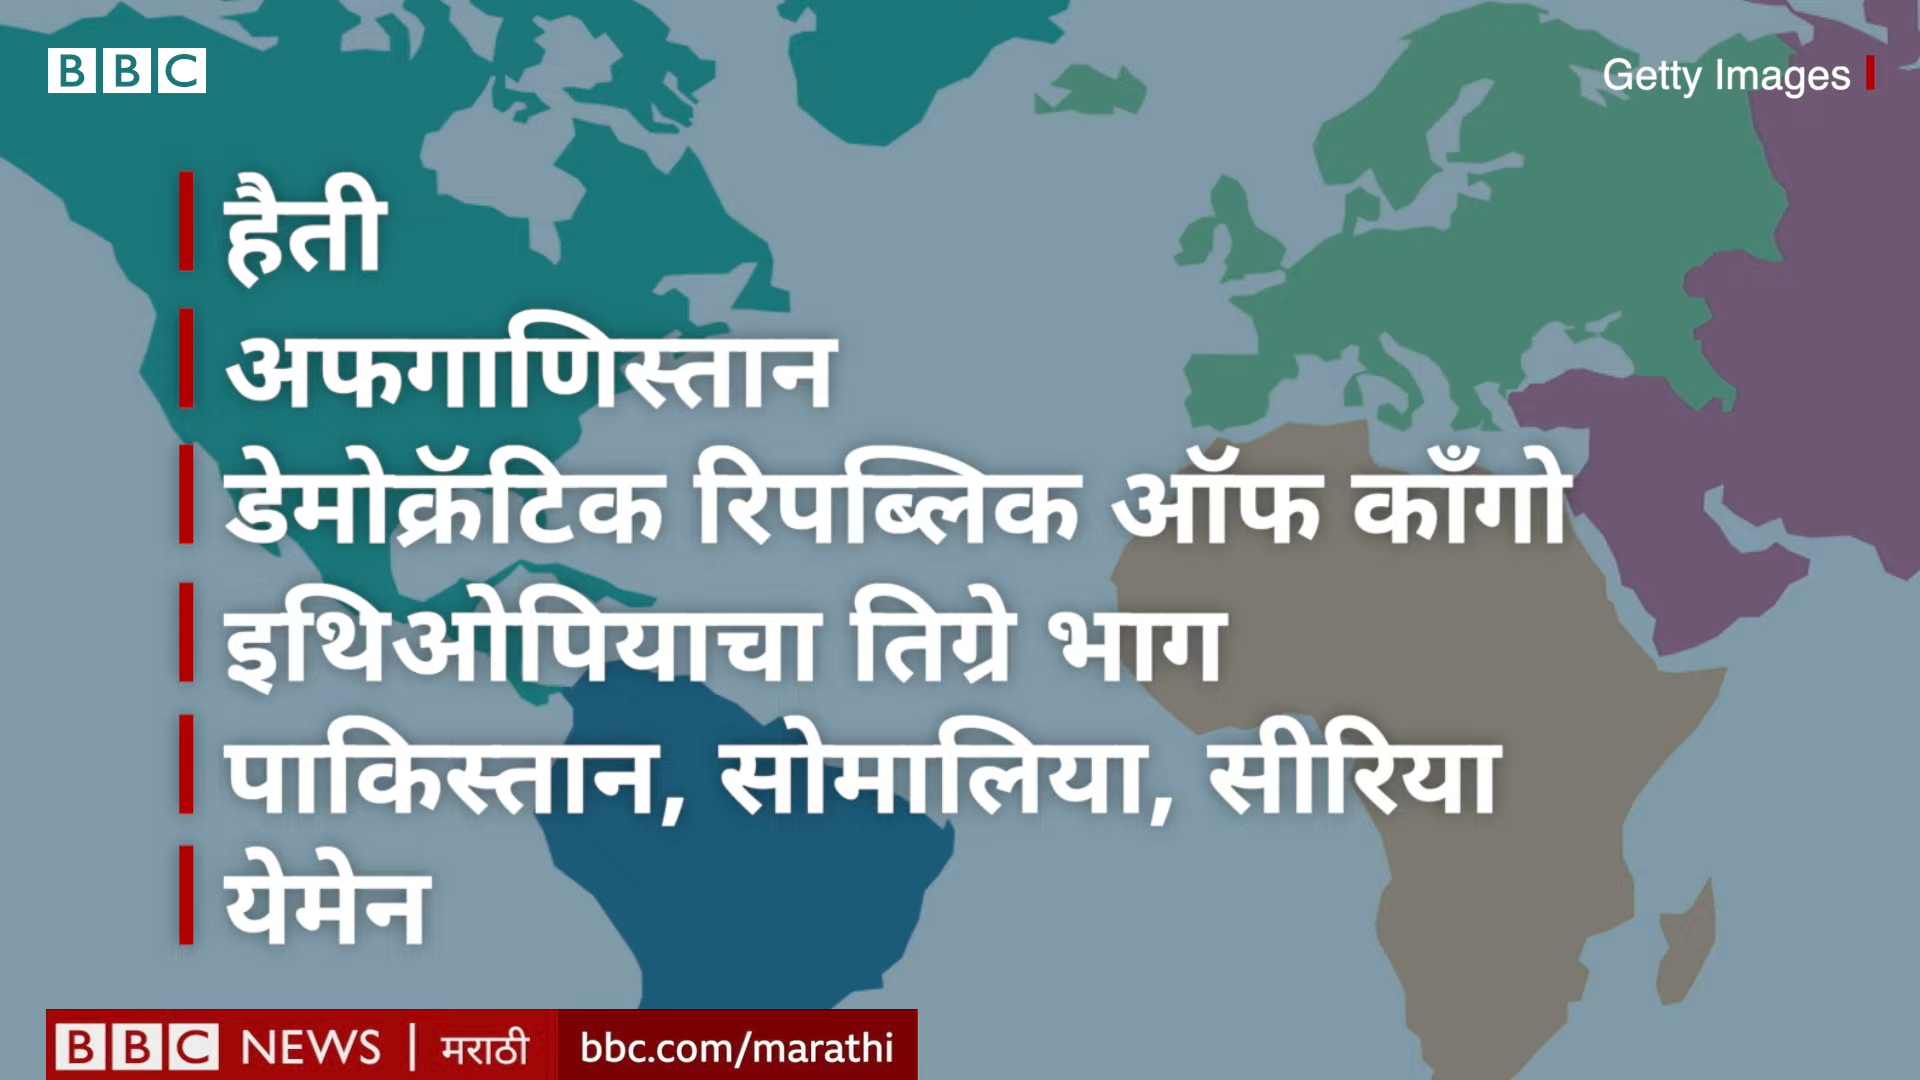 BBC
Getty Images
हैती
अफगाणिस्तान
डेमोक्रॅटिक रिपब्लिक ऑफ काँगो
इथिओपियाचा तिग्रे भाग
पाकिस्तान, सोमालिया, सीरिया
येमेन
BBC NEWS | मराठी bbc.com/marathi